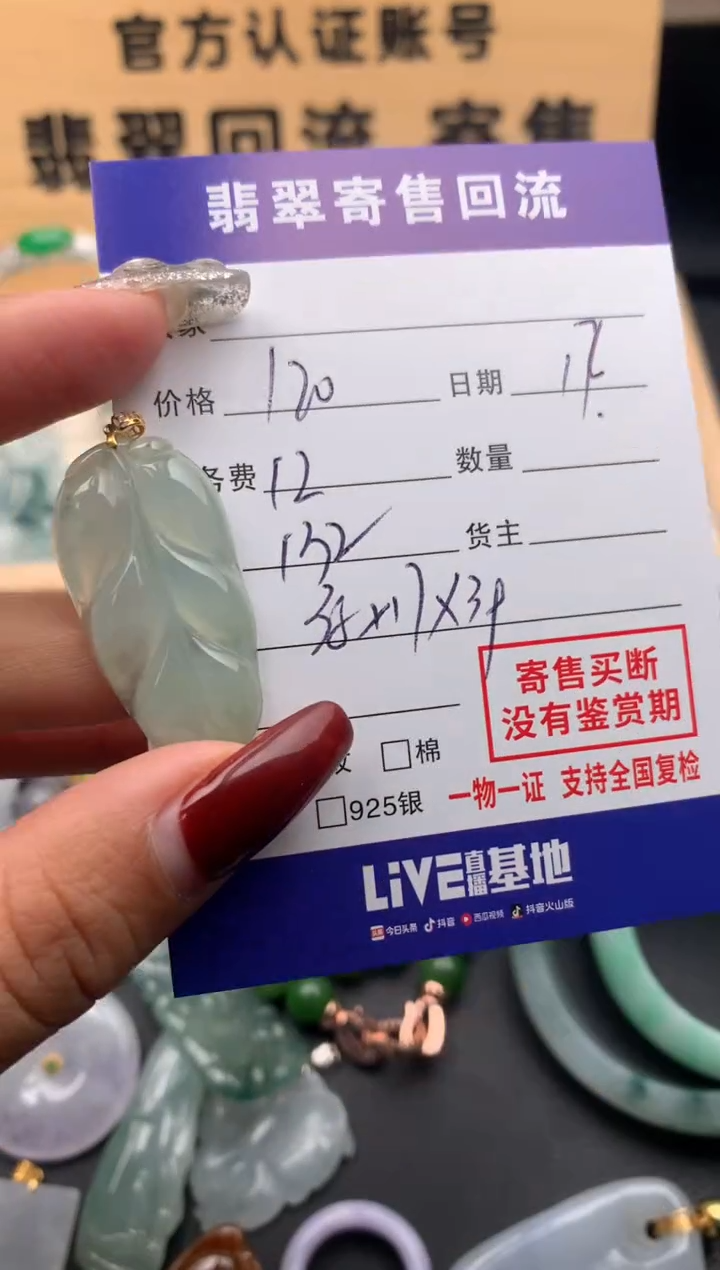 官方认证账号
翡翠回流 寄售
翡翠寄售回流
价格 120 日期
务费 12 数量
132 货主
寄售买断
没有鉴赏期
棉
925银 一物一证 支持全国复检
LIVE直播基地
今日头条 抖音 西瓜视频 抖音火山版